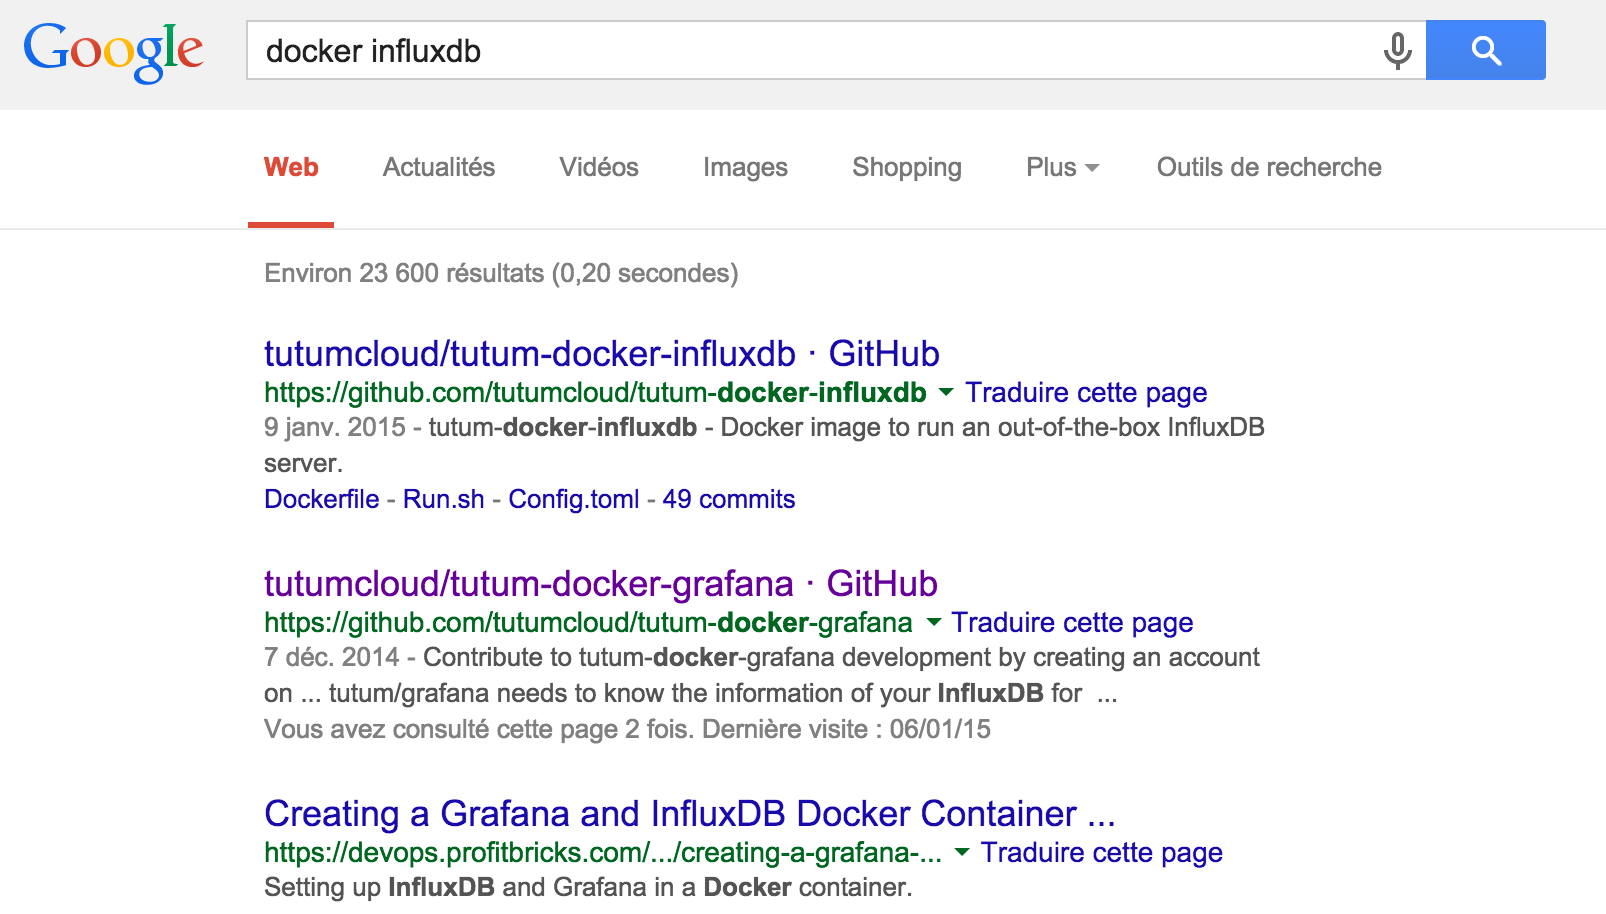 Google docker influxdb
Web Actualités Vidéos Images Shopping Plus Outils de recherche
Environ 23 600 résultats (0,20 secondes)
tutumcloud/tutum-docker-influxdb · GitHub
https://github.com/tutumcloud/tutum-docker-influxdb Traduire cette page
9 janv. 2015 - tutum-docker-influxdb - Docker image to run an out-of-the-box InfluxDB
server.
Dockerfile - Run.sh - Config.toml - 49 commits
tutumcloud/tutum-docker-grafana · GitHub
https://github.com/tutumcloud/tutum-docker-grafana Traduire cette page
7 déc. 2014 - Contribute to tutum-docker-grafana development by creating an account
on ... tutum/grafana needs to know the information of your InfluxDB for ...
Vous avez consulté cette page 2 fois. Dernière visite : 06/01/15
Creating a Grafana and InfluxDB Docker Container ...
https://devops.profitbricks.com/.../creating-a-grafana-... Traduire cette page
Setting up InfluxDB and Grafana in a Docker container.